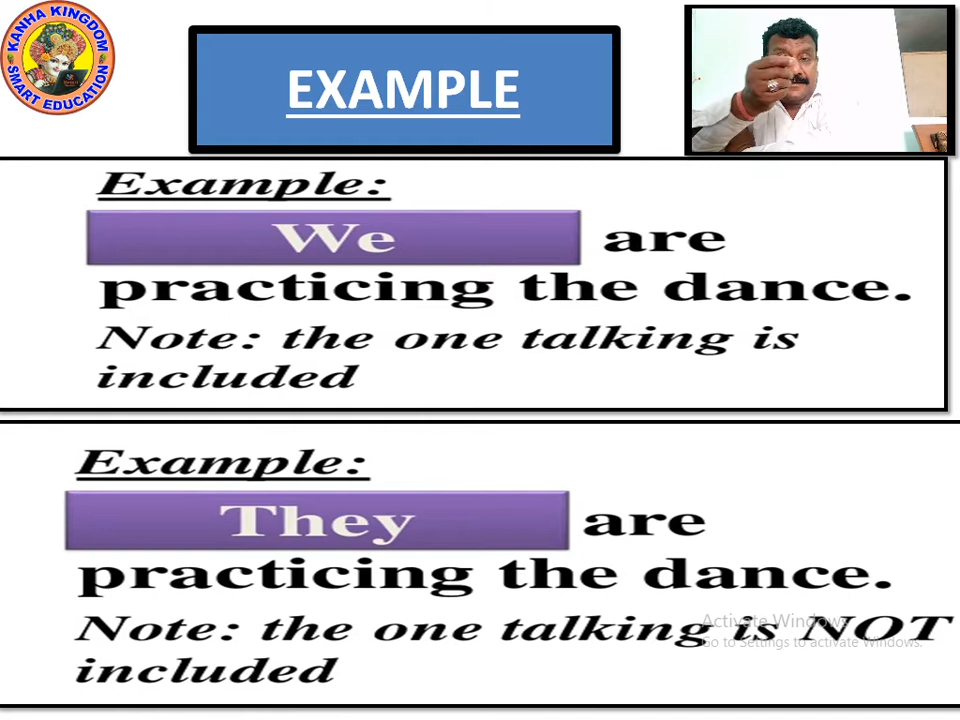 KANHA KINGDOM
SMART EDUCATION
EXAMPLE
Example:
We are
practicing the dance.
Note: the one talking is
included
Example:
They are
practicing the dance.
Note: the one talking is NOT
included
Activate Windows
Go to Settings to activate Windows.